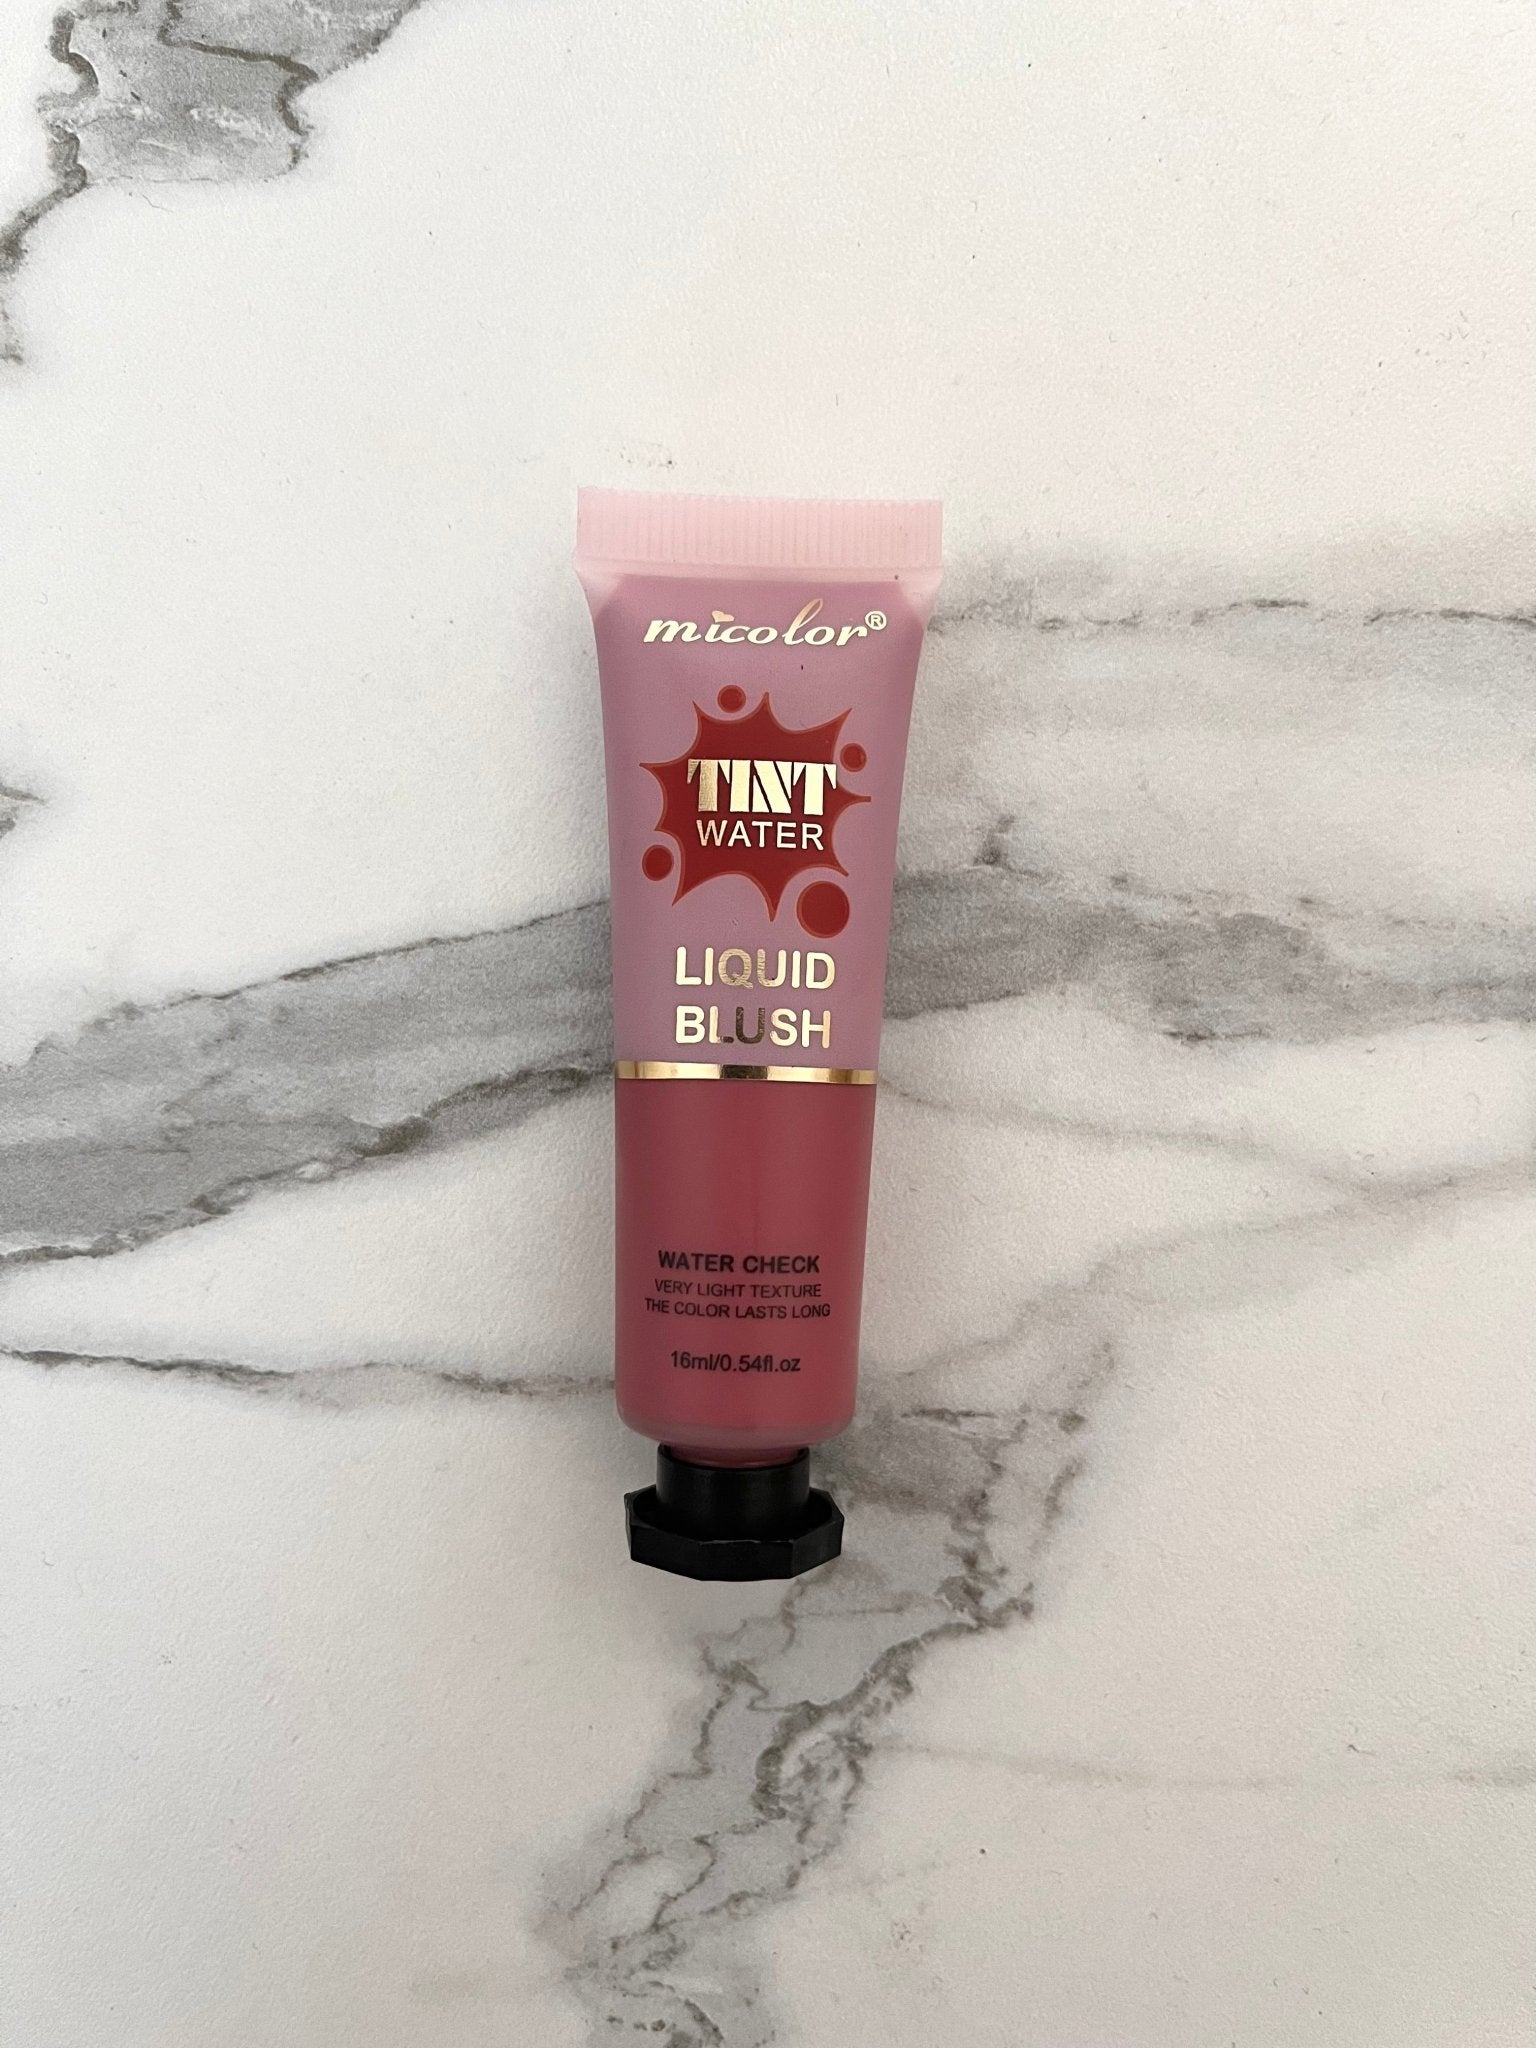 micolor®
TINT
WATER
LIQUID
BLUSH
WATER CHECK
VERY LIGHT TEXTURE
THE COLOR LASTS LONG
16ml/0.54fl.oz